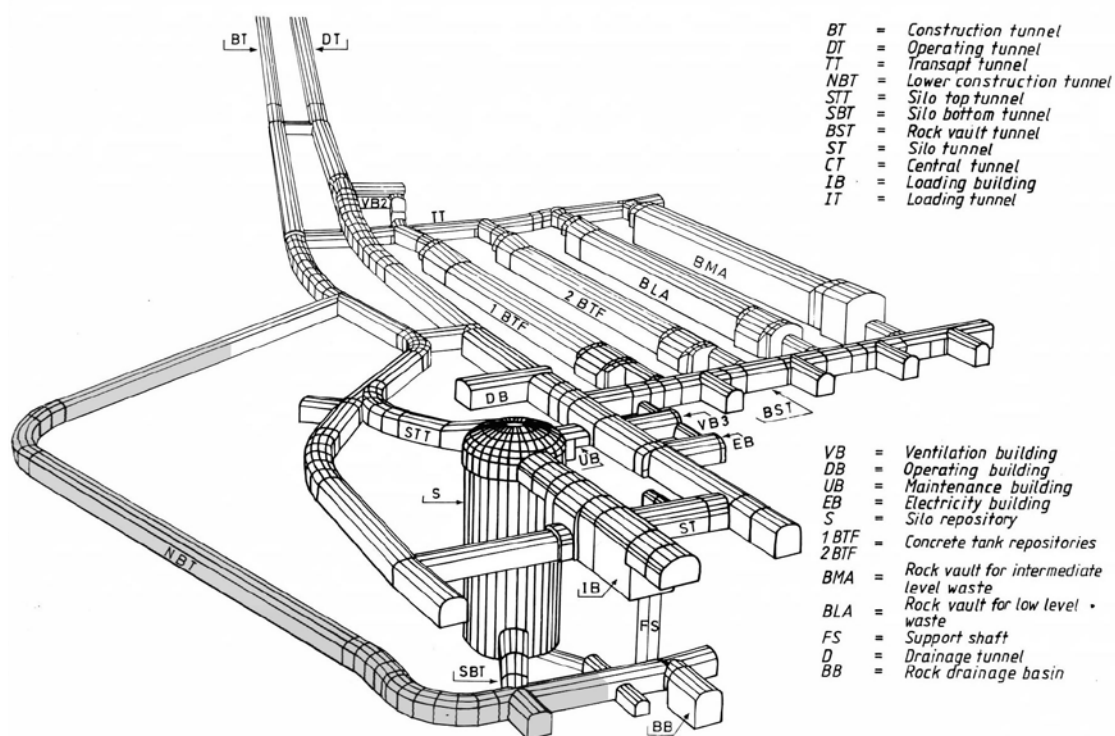 BT
DT
BT = Construction tunnel
DT = Operating tunnel
TT = Transapt tunnel
NBT = Lower construction tunnel
STT = Silo top tunnel
SBT = Silo bottom tunnel
BST = Rock vault tunnel
ST = Silo tunnel
CT = Central tunnel
IB = Loading building
IT = Loading tunnel
VB2
TT
BMA
BLA
2 BTF
1 BTF
DB
BST
VB3
EB
STT
UB
S
ST
NBT
IB
FS
SBT
BB
VB = Ventilation building
DB = Operating building
UB = Maintenance building
EB = Electricity building
S = Silo repository
1 BTF
2 BTF = Concrete tank repositories
BMA = Rock vault for intermediate
level waste
BLA = Rock vault for low level
waste
FS = Support shaft
D = Drainage tunnel
BB = Rock drainage basin